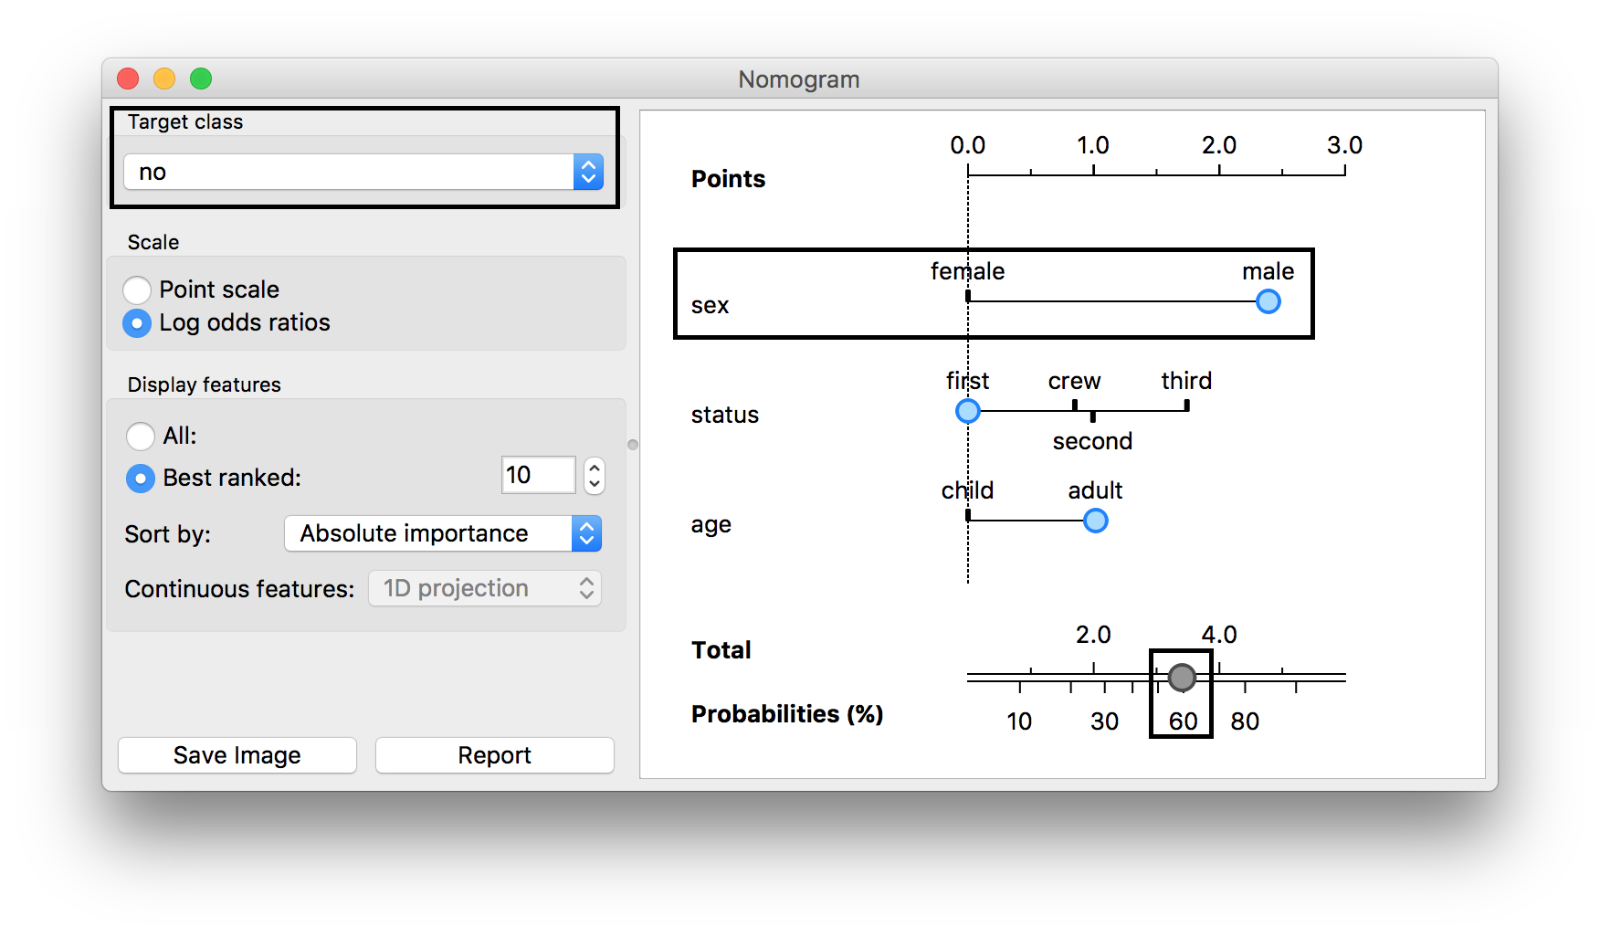 Nomogram
Target class
no
Scale
Point scale
Log odds ratios
Display features
All:
Best ranked: 10
Sort by: Absolute importance
Continuous features: 1D projection
Save Image Report
0.0 1.0 2.0 3.0
Points
female male
sex
first crew third
status
second
child adult
age
2.0 4.0
Total
Probabilities (%)
10 30 60 80